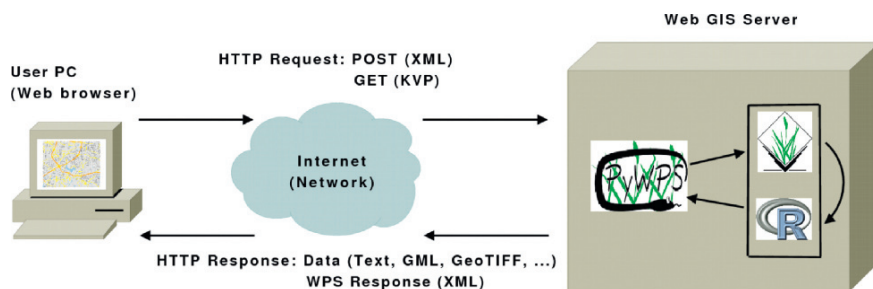 Web GIS Server
User PC
(Web browser)
HTTP Request: POST (XML)
GET (KVP)
Internet
(Network)
PyWPS
R
HTTP Response: Data (Text, GML, GeoTIFF, ...)
WPS Response (XML)